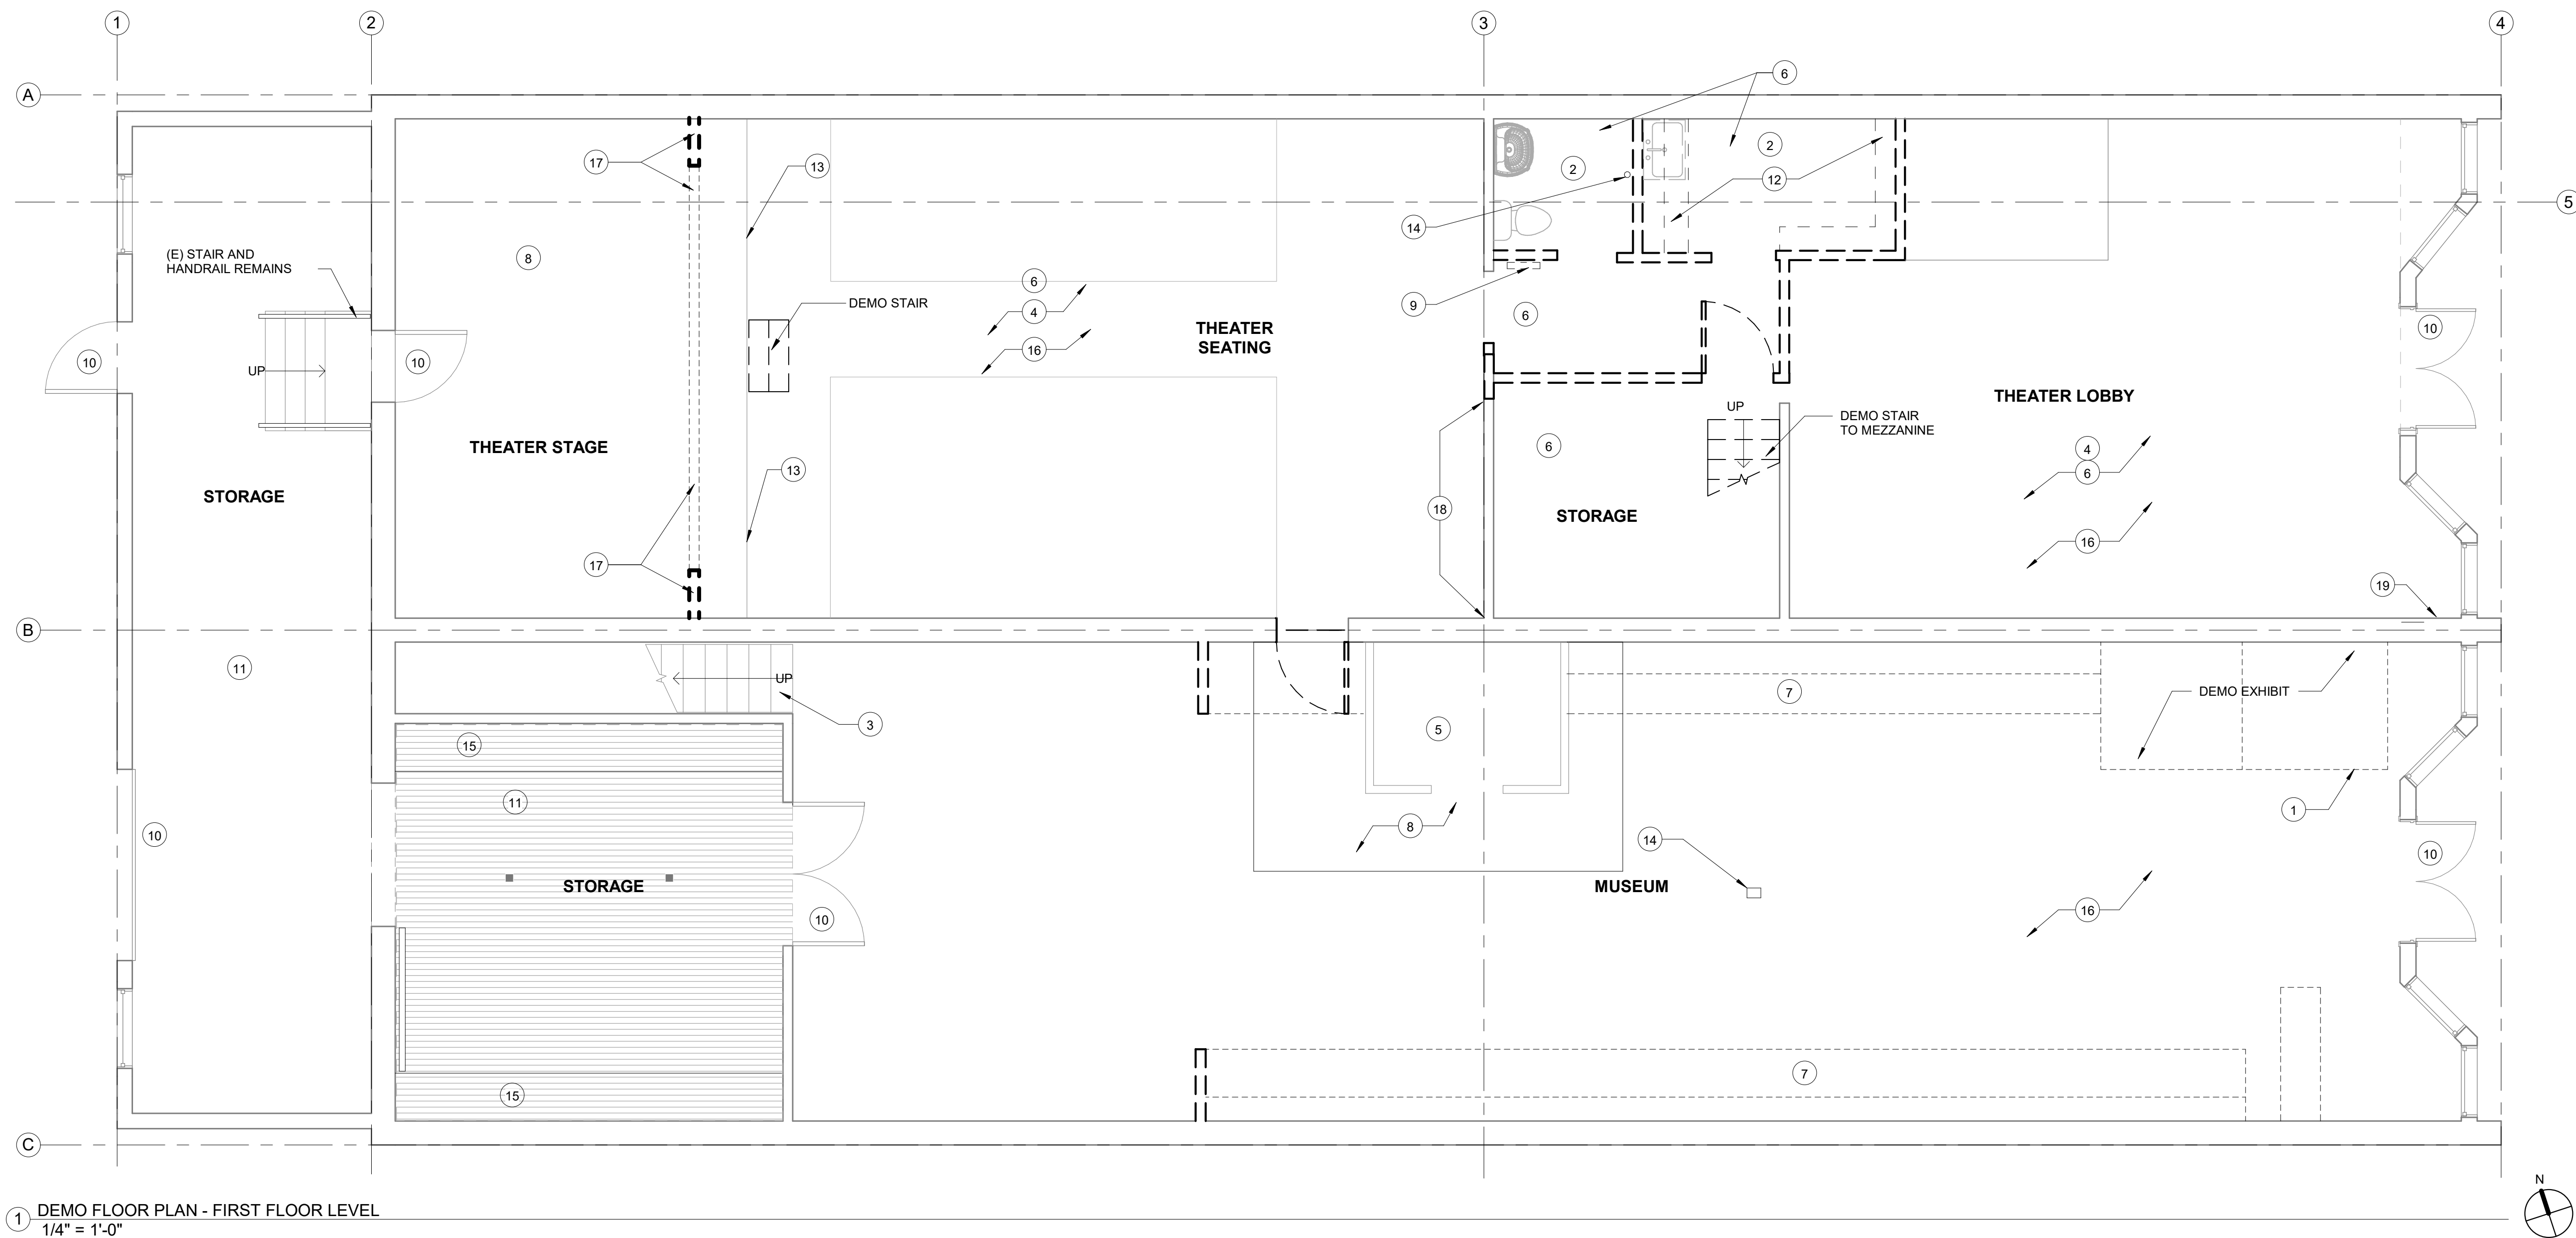 1
2
3
4
A
6
2
2
17
13
12
5
14
(E) STAIR AND
HANDRAIL REMAINS
8
6
DEMO STAIR
9
4
6
10
THEATER
SEATING
16
10
10
UP
THEATER LOBBY
UP
DEMO STAIR
TO MEZZANINE
THEATER STAGE
6
4
13
6
STORAGE
18
STORAGE
16
17
19
B
11
UP
7
DEMO EXHIBIT
3
5
15
11
1
8
10
14
10
STORAGE
MUSEUM
16
10
7
15
C
N
1
DEMO FLOOR PLAN - FIRST FLOOR LEVEL
1/4" = 1'-0"